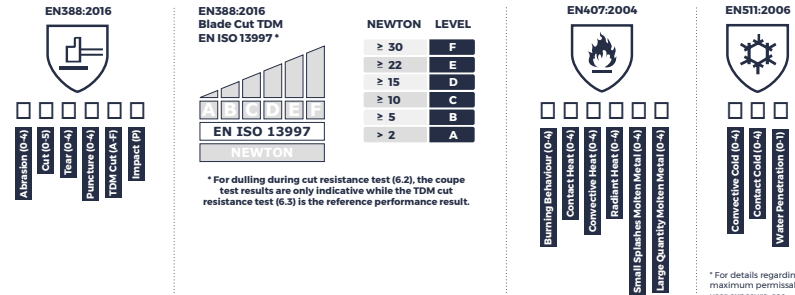 EN388:2016
Abrasion (0-4)
Cut (0-5)
Tear (0-4)
Puncture (0-4)
TDM Cut (A-F)
Impact (P)
EN388:2016
Blade Cut TDM
EN ISO 13997 *
A B C D E F
EN ISO 13997
NEWTON
NEWTON LEVEL
≥ 30 F
≥ 22 E
≥ 15 D
≥ 10 C
≥ 5 B
> 2 A
* For dulling during cut resistance test (6.2), the coupe
test results are only indicative while the TDM cut
resistance test (6.3) is the reference performance result.
EN407:2004
Burning Behaviour (0-4)
Contact Heat (0-4)
Convective Heat (0-4)
Radiant Heat (0-4)
Small Splashes Molten Metal (0-4)
Large Quantity Molten Metal (0-4)
EN511:2006
Convective Cold (0-4)
Contact Cold (0-4)
Water Penetration (0-1)
* For details regardin
maximum permissa